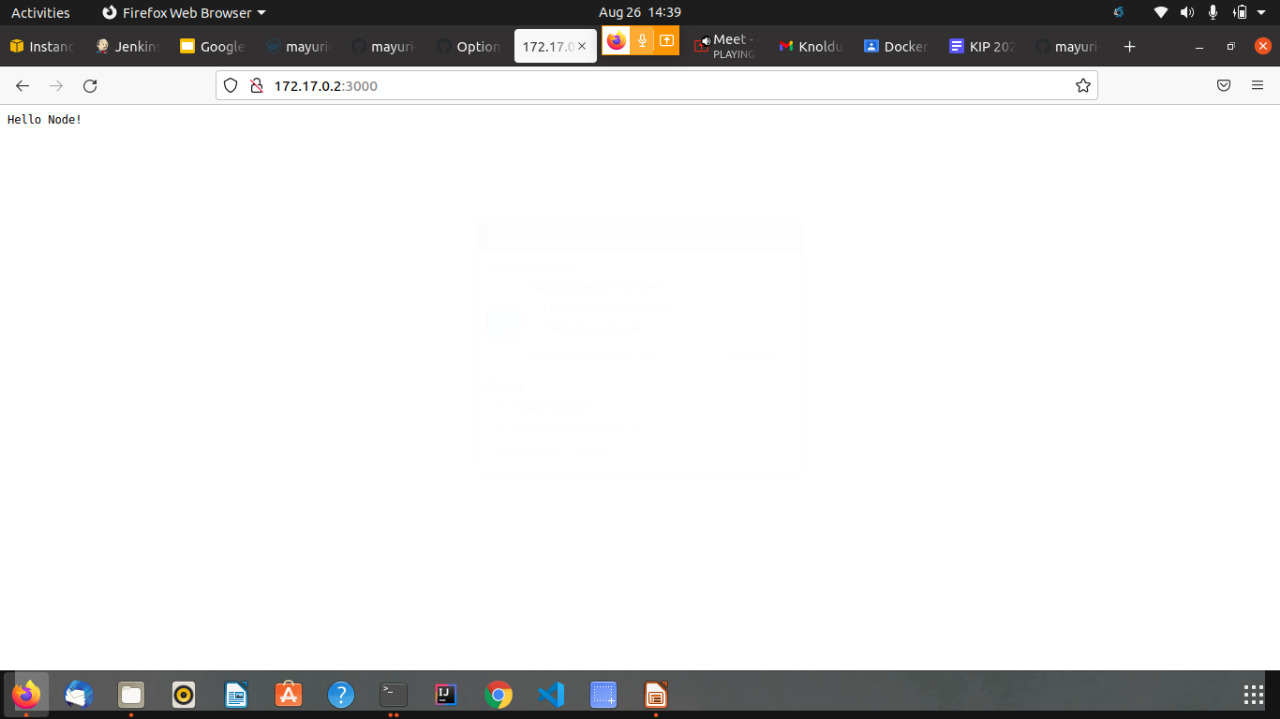 Activities
Firefox Web Browser
Aug 26 14:39
Instanc
Jenkins
Google
mayuri
mayuri-
Option
172.17.0
Meet -
PLAYING
Knoldu
Docker
KIP 202
mayuri-
172.17.0.2:3000
Hello Node!